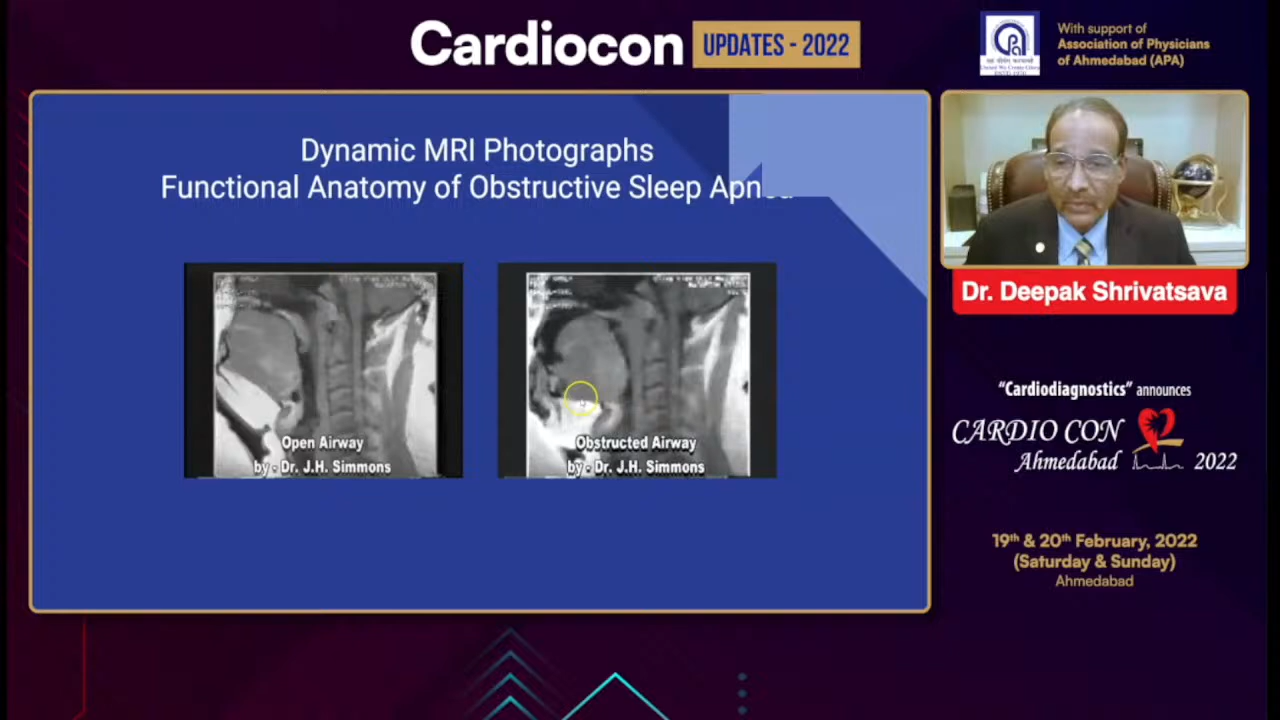 Cardiocon UPDATES - 2022
With support of
Association of Physicians
of Ahmedabad (APA)
Dynamic MRI Photographs
Functional Anatomy of Obstructive Sleep Apnea
Open Airway
by - Dr. J.H. Simmons
Obstructed Airway
by - Dr. J.H. Simmons
Dr. Deepak Shrivatsava
“Cardiodiagnostics” announces
CARDIO CON
Ahmedabad 2022
19th & 20th February, 2022
(Saturday & Sunday)
Ahmedabad